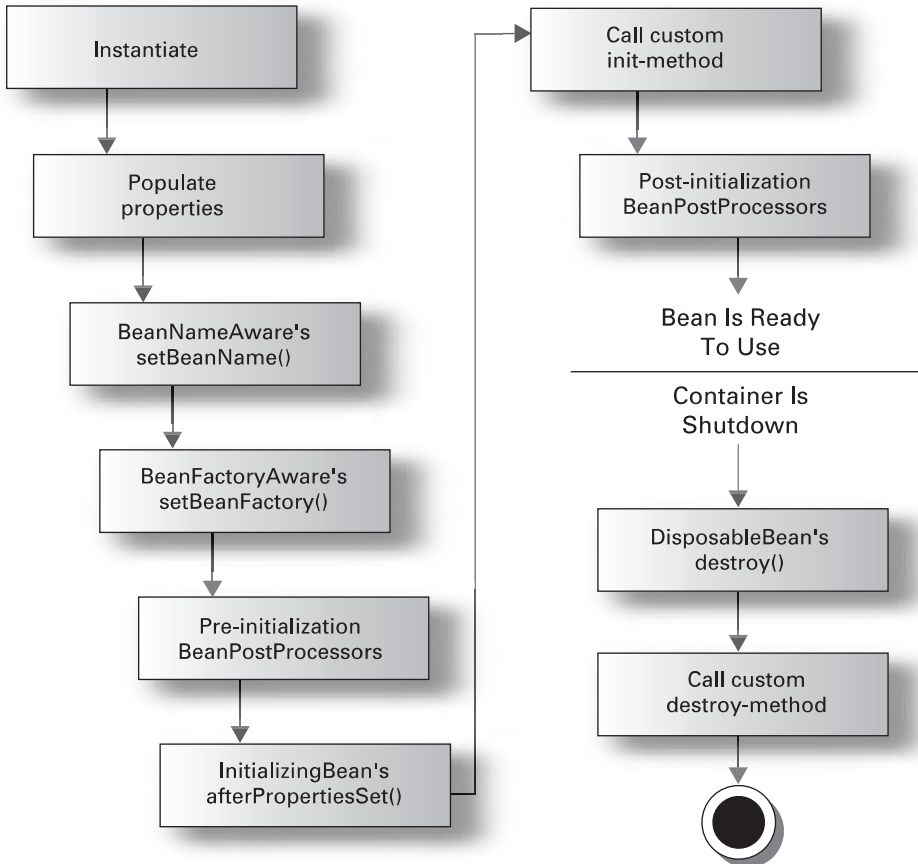 Instantiate
Populate
properties
BeanNameAware's
setBeanName()
BeanFactoryAware's
setBeanFactory()
Pre-initialization
BeanPostProcessors
InitializingBean's
afterPropertiesSet()
Call custom
init-method
Post-initialization
BeanPostProcessors
Bean Is Ready
To Use
Container Is
Shutdown
DisposableBean's
destroy()
Call custom
destroy-method